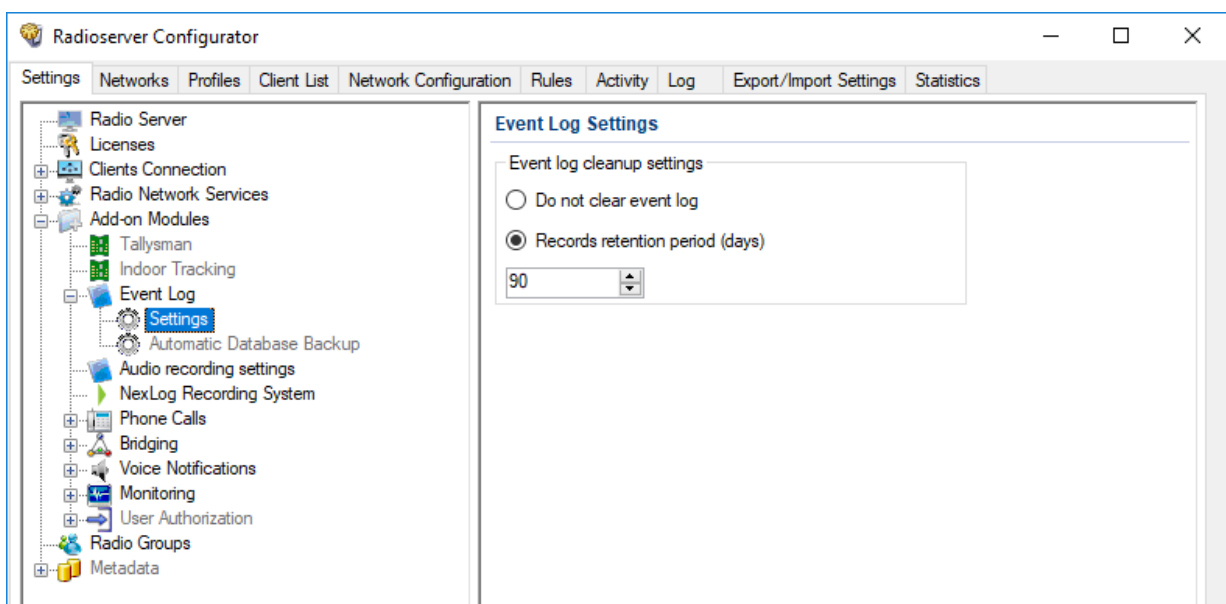 Radioserver Configurator
Settings Networks Profiles Client List Network Configuration Rules Activity Log Export/Import Settings Statistics
Radio Server
Licenses
Clients Connection
Radio Network Services
Add-on Modules
Tallysman
Indoor Tracking
Event Log
Settings
Automatic Database Backup
Audio recording settings
NexLog Recording System
Phone Calls
Bridging
Voice Notifications
Monitoring
User Authorization
Radio Groups
Metadata
Event Log Settings
Event log cleanup settings
Do not clear event log
Records retention period (days)
90